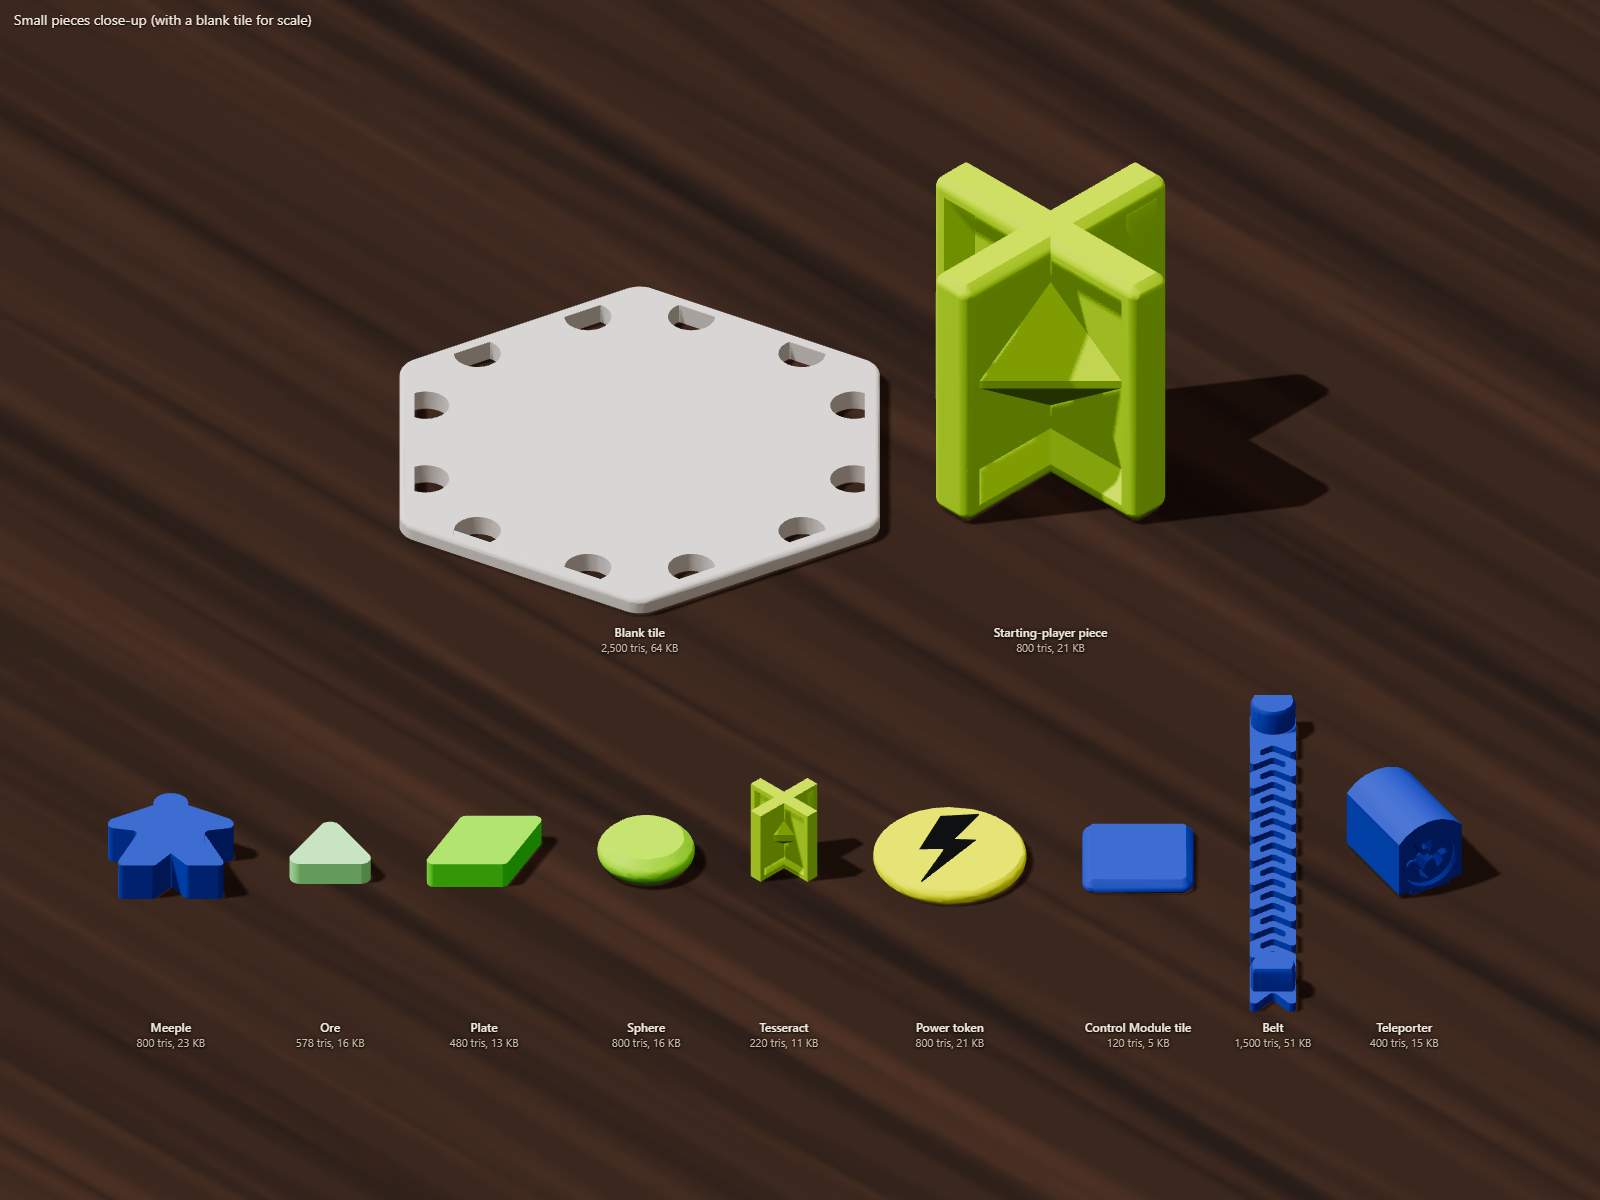 Small pieces close-up (with a blank tile for scale)
Blank tile
2,500 tris, 64 KB
Starting-player piece
800 tris, 21 KB
Meeple
800 tris, 23 KB
Ore
578 tris, 16 KB
Plate
480 tris, 13 KB
Sphere
800 tris, 16 KB
Tesseract
220 tris, 11 KB
Power token
800 tris, 21 KB
Control Module tile
120 tris, 5 KB
Belt
1,500 tris, 51 KB
Teleporter
400 tris, 15 KB